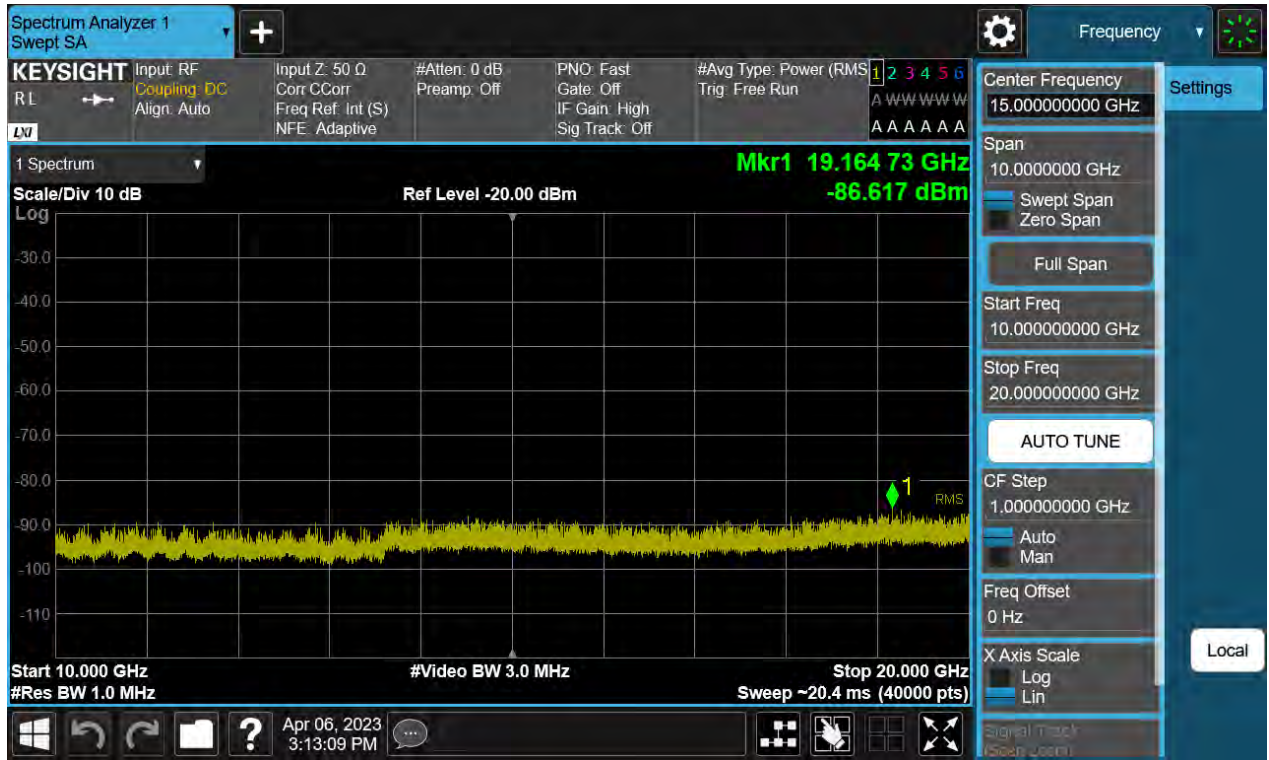 Spectrum Analyzer 1
Swept SA
+
Frequency
KEYSIGHT
RL
LXI
Input: RF
Coupling: DC
Align: Auto
Input Z: 50 Ω
Corr CCorr
Freq Ref: Int (S)
NFE: Adaptive
#Atten: 0 dB
Preamp: Off
PNO: Fast
Gate: Off
IF Gain: High
Sig Track: Off
#Avg Type: Power (RMS
Trig: Free Run
1 2 3 4 5 6
A W W W W W
A A A A A A
1 Spectrum
Scale/Div 10 dB
Ref Level -20.00 dBm
Mkr1 19.164 73 GHz
-86.617 dBm
Log
-30.0
-40.0
-50.0
-60.0
-70.0
-80.0
-90.0
-100
-110
1
RMS
Start 10.000 GHz
#Video BW 3.0 MHz
Stop 20.000 GHz
#Res BW 1.0 MHz
Sweep ~20.4 ms (40000 pts)
Center Frequency
15.000000000 GHz
Span
10.0000000 GHz
Swept Span
Zero Span
Full Span
Start Freq
10.000000000 GHz
Stop Freq
20.000000000 GHz
AUTO TUNE
CF Step
1.000000000 GHz
Auto
Man
Freq Offset
0 Hz
X Axis Scale
Log
Lin
Signal Track
(Span Zoom)
Settings
Local
?
Apr 06, 2023
3:13:09 PM